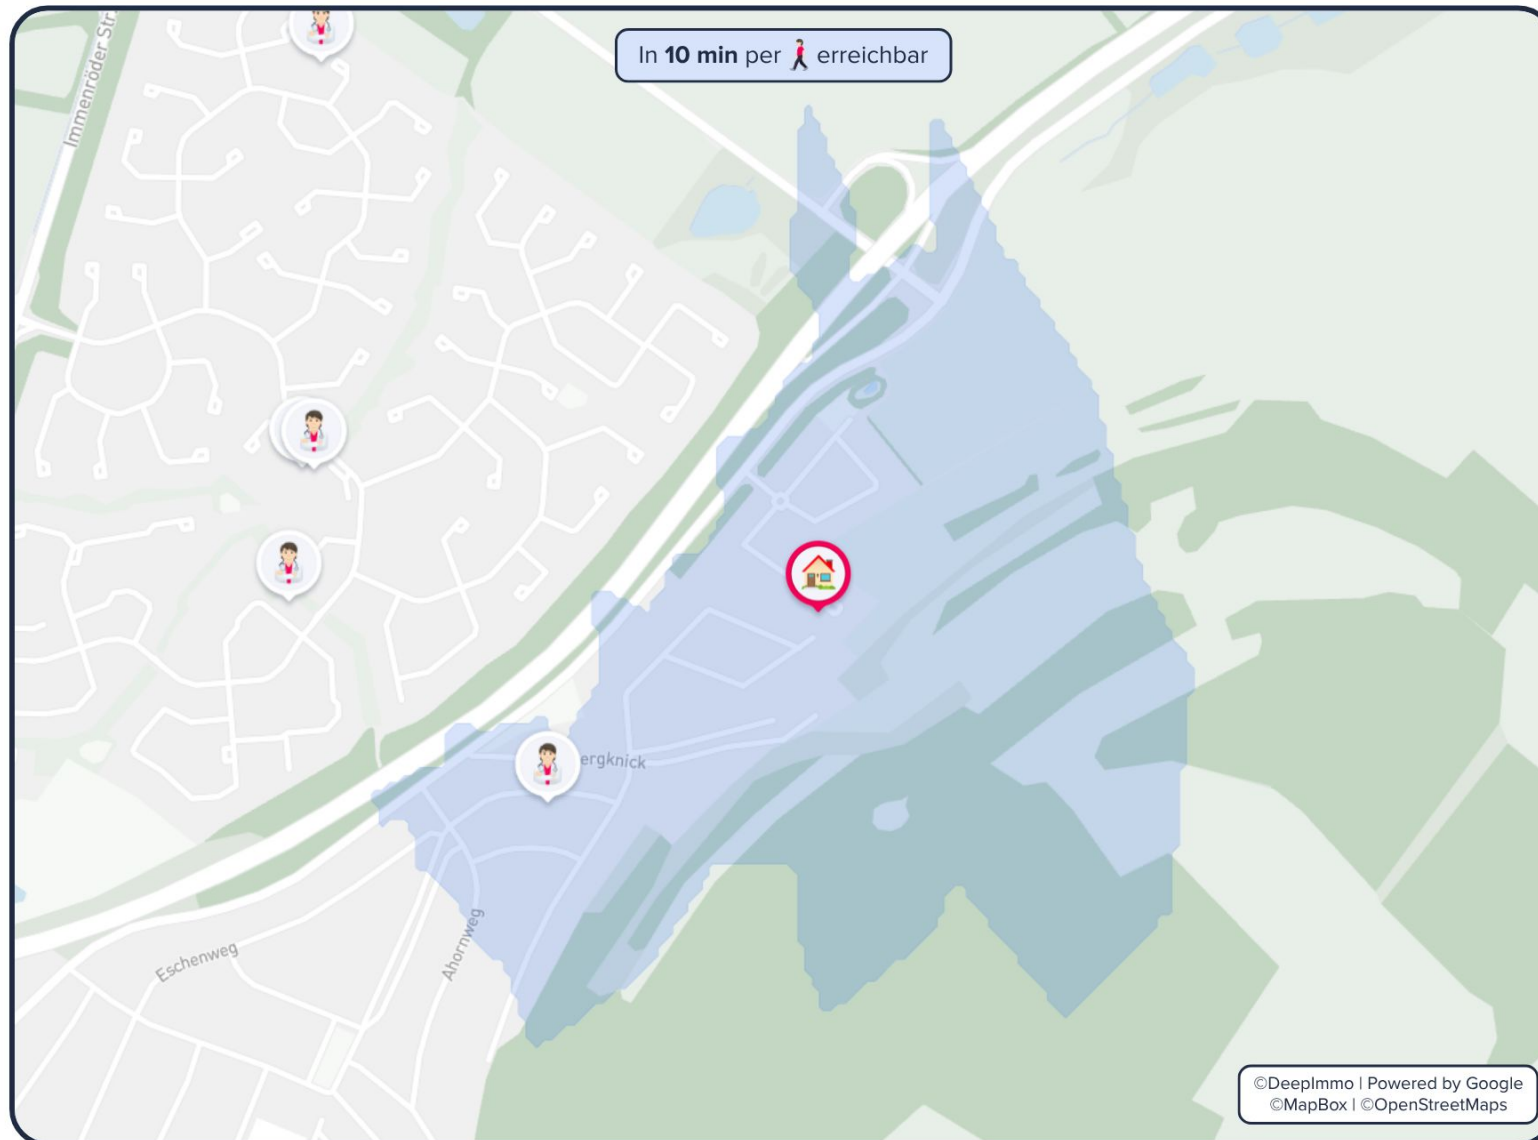 Immenröder Str.
In 10 min per erreichbar
ergknick
Ahornweg
Eschenweg
©DeepImmo | Powered by Google
©MapBox | ©OpenStreetMaps